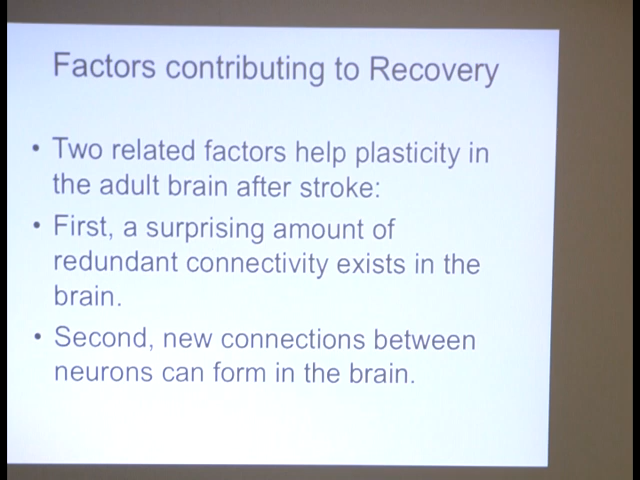 Factors contributing to Recovery
• Two related factors help plasticity in
the adult brain after stroke:
• First, a surprising amount of
redundant connectivity exists in the
brain.
• Second, new connections between
neurons can form in the brain.